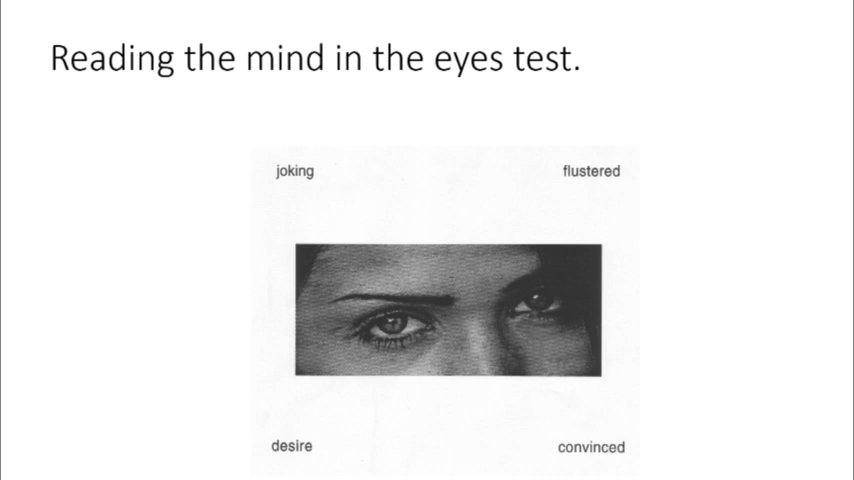 Reading the mind in the eyes test.
joking flustered
desire convinced